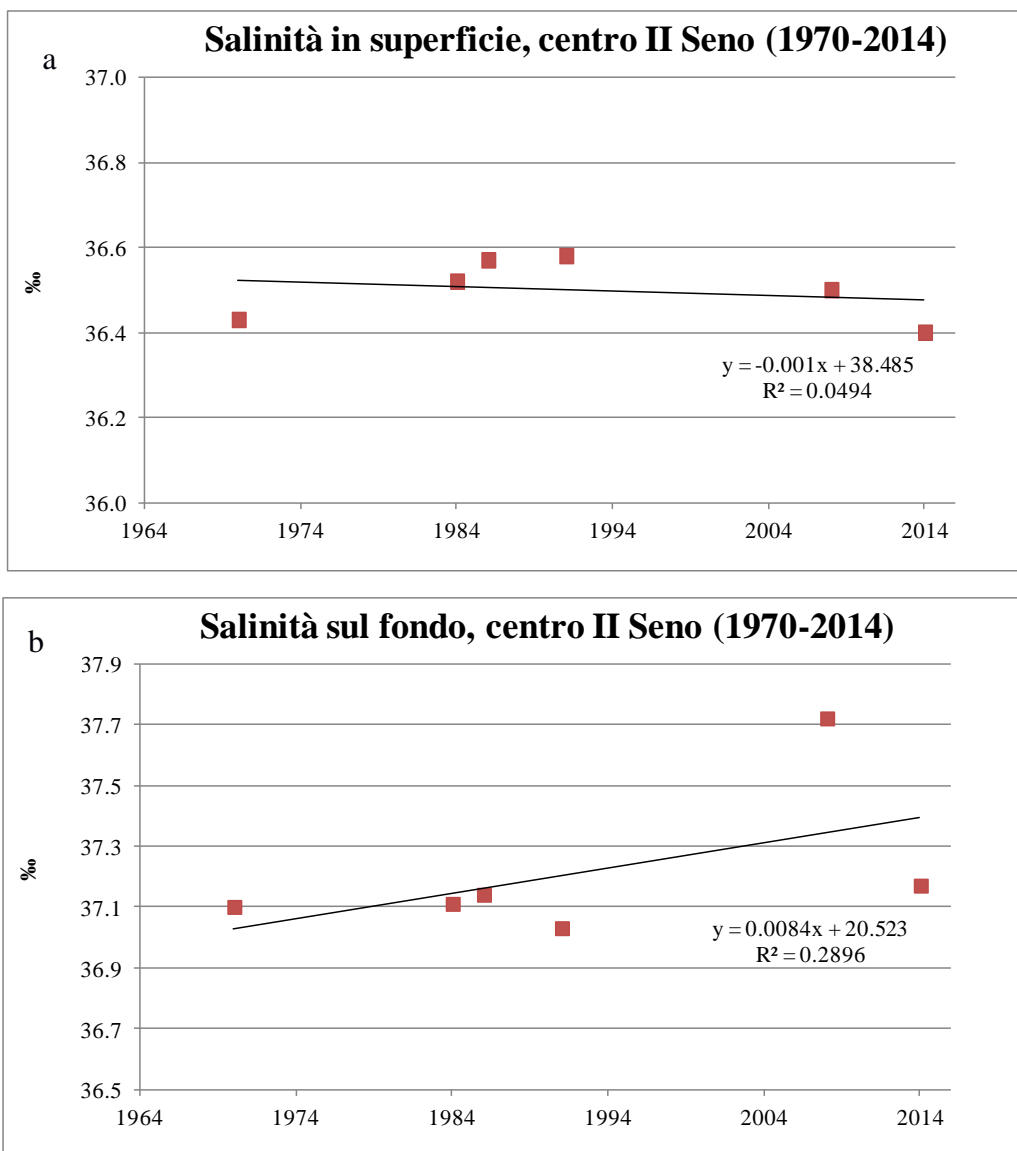 a
Salinità in superficie, centro II Seno (1970-2014)
37.0
36.8
36.6
36.4
36.2
36.0
‰
y = -0.001x + 38.485
R² = 0.0494
1964 1974 1984 1994 2004 2014
b
Salinità sul fondo, centro II Seno (1970-2014)
37.9
37.7
37.5
37.3
37.1
36.9
36.7
36.5
‰
y = 0.0084x + 20.523
R² = 0.2896
1964 1974 1984 1994 2004 2014